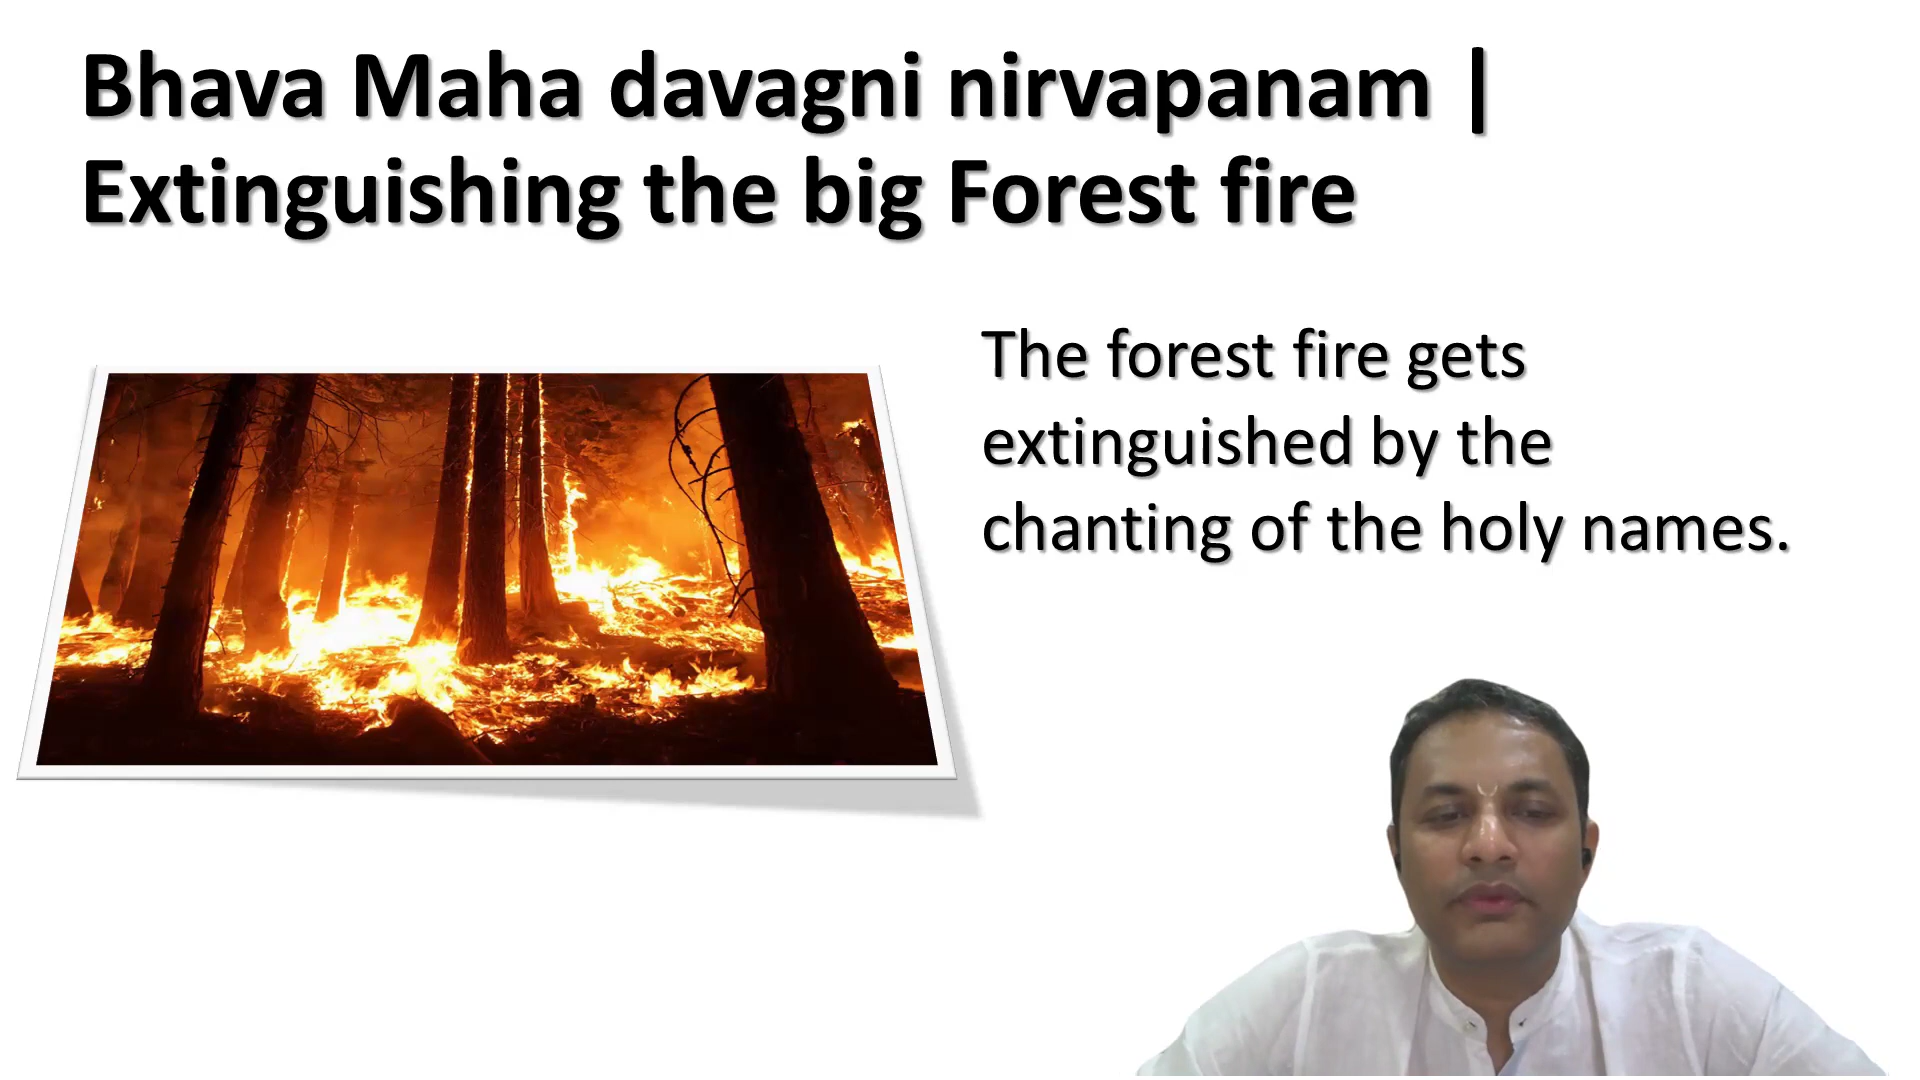 Bhava Maha davagni nirvapanam |
Extinguishing the big Forest fire
The forest fire gets
extinguished by the
chanting of the holy names.